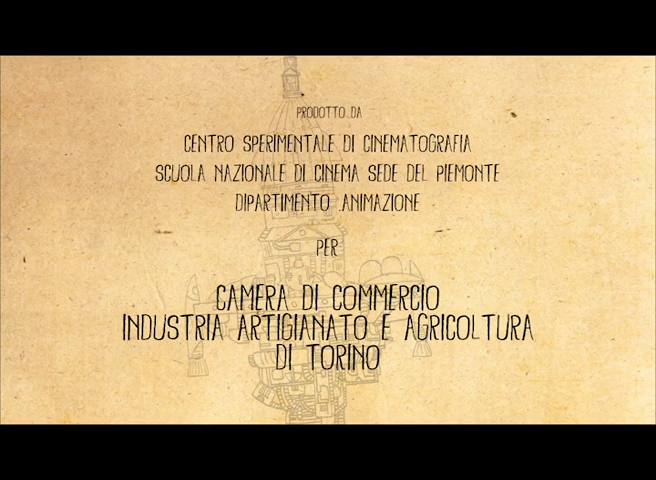 PRODOTTO DA
CENTRO SPERIMENTALE DI CINEMATOGRAFIA
SCUOLA NAZIONALE DI CINEMA SEDE DEL PIEMONTE
DIPARTIMENTO ANIMAZIONE
PER
CAMERA DI COMMERCIO
INDUSTRIA ARTIGIANATO E AGRICOLTURA
DI TORINO